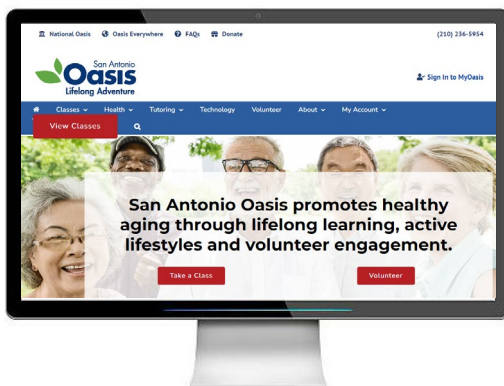 National Oasis Oasis Everywhere FAQs Donate (210) 236-5954
San Antonio
Oasis
Lifelong Adventure
Sign In to MyOasis
Classes Health Tutoring Technology Volunteer About My Account
View Classes
San Antonio Oasis promotes healthy
aging through lifelong learning, active
lifestyles and volunteer engagement.
Take a Class Volunteer